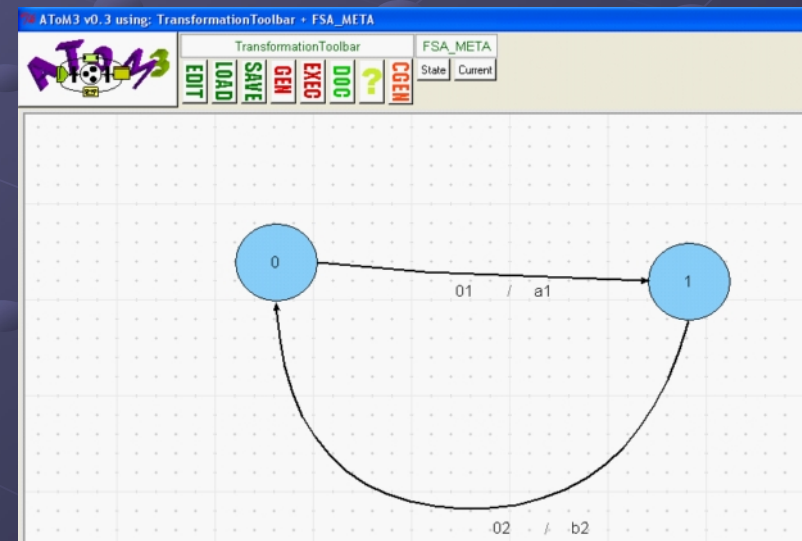 AToM3 v0.3 using: TransformationToolbar + FSA_META
AToM3
TransformationToolbar FSA_META
EDIT LOAD SAVE GEN EXEC DOC ? CGEN State Current
0
01 / a1
1
02 / b2